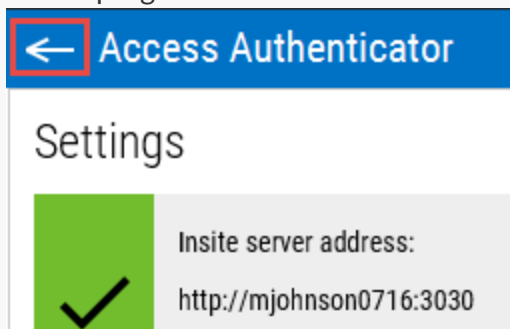 Access Authenticator
Settings
Insite server address:
http://mjohnson0716:3030